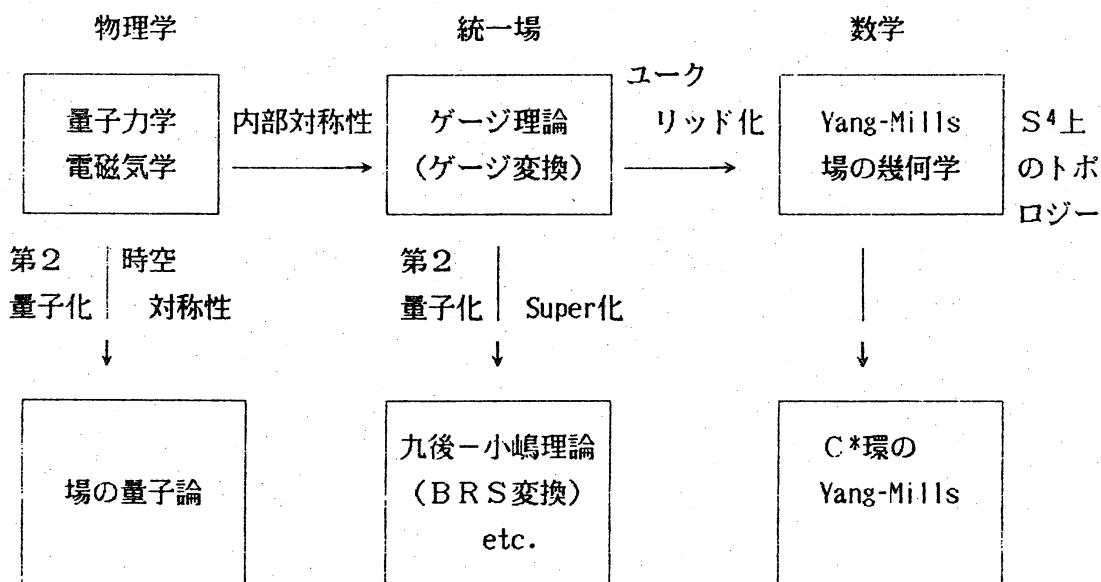 物理学
統一場
数学
量子力学
電磁気学
内部対称性
ゲージ理論
(ゲージ変換)
ユーク
リッド化
Yang-Mills
場の幾何学
S⁴上
のトポ
ロジー
第2
量子化
時空
対称性
第2
量子化
Super化
場の量子論
九後-小嶋理論
(BRS変換)
etc.
C*環の
Yang-Mills